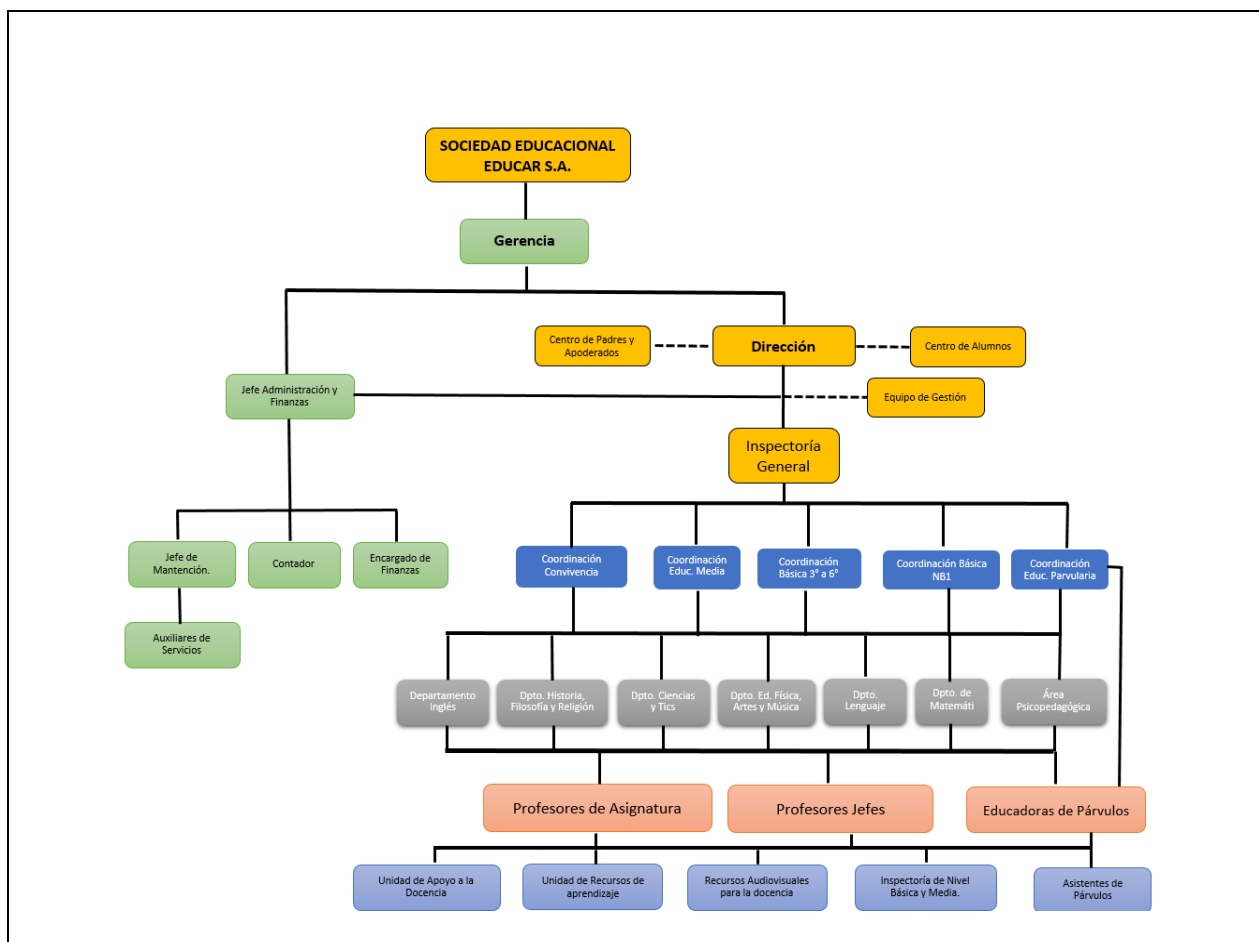 SOCIEDAD EDUCACIONAL
EDUCAR S.A.
Gerencia
Centro de Padres y
Apoderados
Dirección
Centro de Alumnos
Jefe Administración y
Finanzas
Equipo de Gestión
Inspectoría
General
Jefe de
Mantención.
Contador
Encargado de
Finanzas
Coordinación
Convivencia
Coordinación
Educ. Media
Coordinación
Básica 3° a 6°
Coordinación Básica
NB1
Coordinación
Educ. Parvularia
Auxiliares de
Servicios
Departamento
Inglés
Dpto. Historia,
Filosofía y Religión
Dpto. Ciencias
y Tics
Dpto. Ed. Física,
Artes y Música
Dpto.
Lenguaje
Dpto. de
Matemáti
Área
Psicopedagógica
Profesores de Asignatura
Profesores Jefes
Educadoras de Párvulos
Unidad de Apoyo a la
Docencia
Unidad de Recursos de
aprendizaje
Recursos Audiovisuales
para la docencia
Inspectoría de Nivel
Básica y Media.
Asistentes de
Párvulos